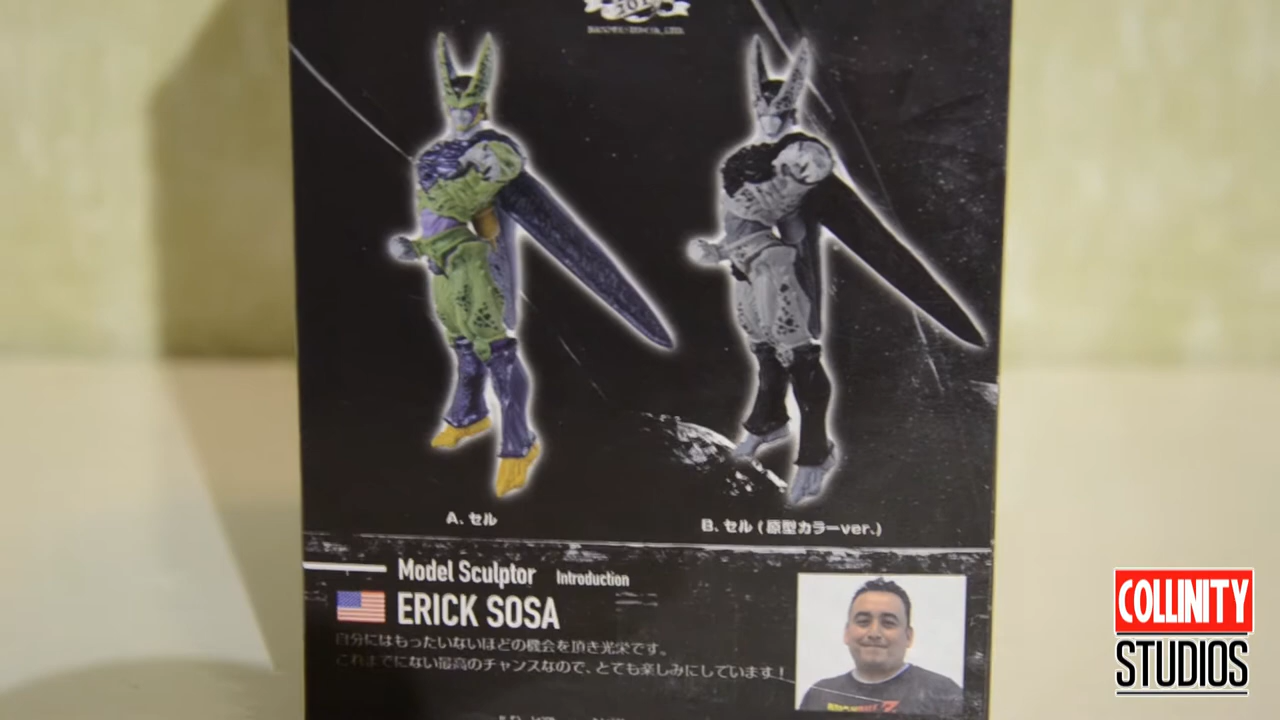 A. セル
B. セル (原型カラーver.)
Model Sculptor Introduction
ERICK SOSA
自分にはもったいないほどの機会を頂き光栄です。
これまでにない最高のチャンスなので、とても楽しみにしています!
COLLINITY
STUDIOS